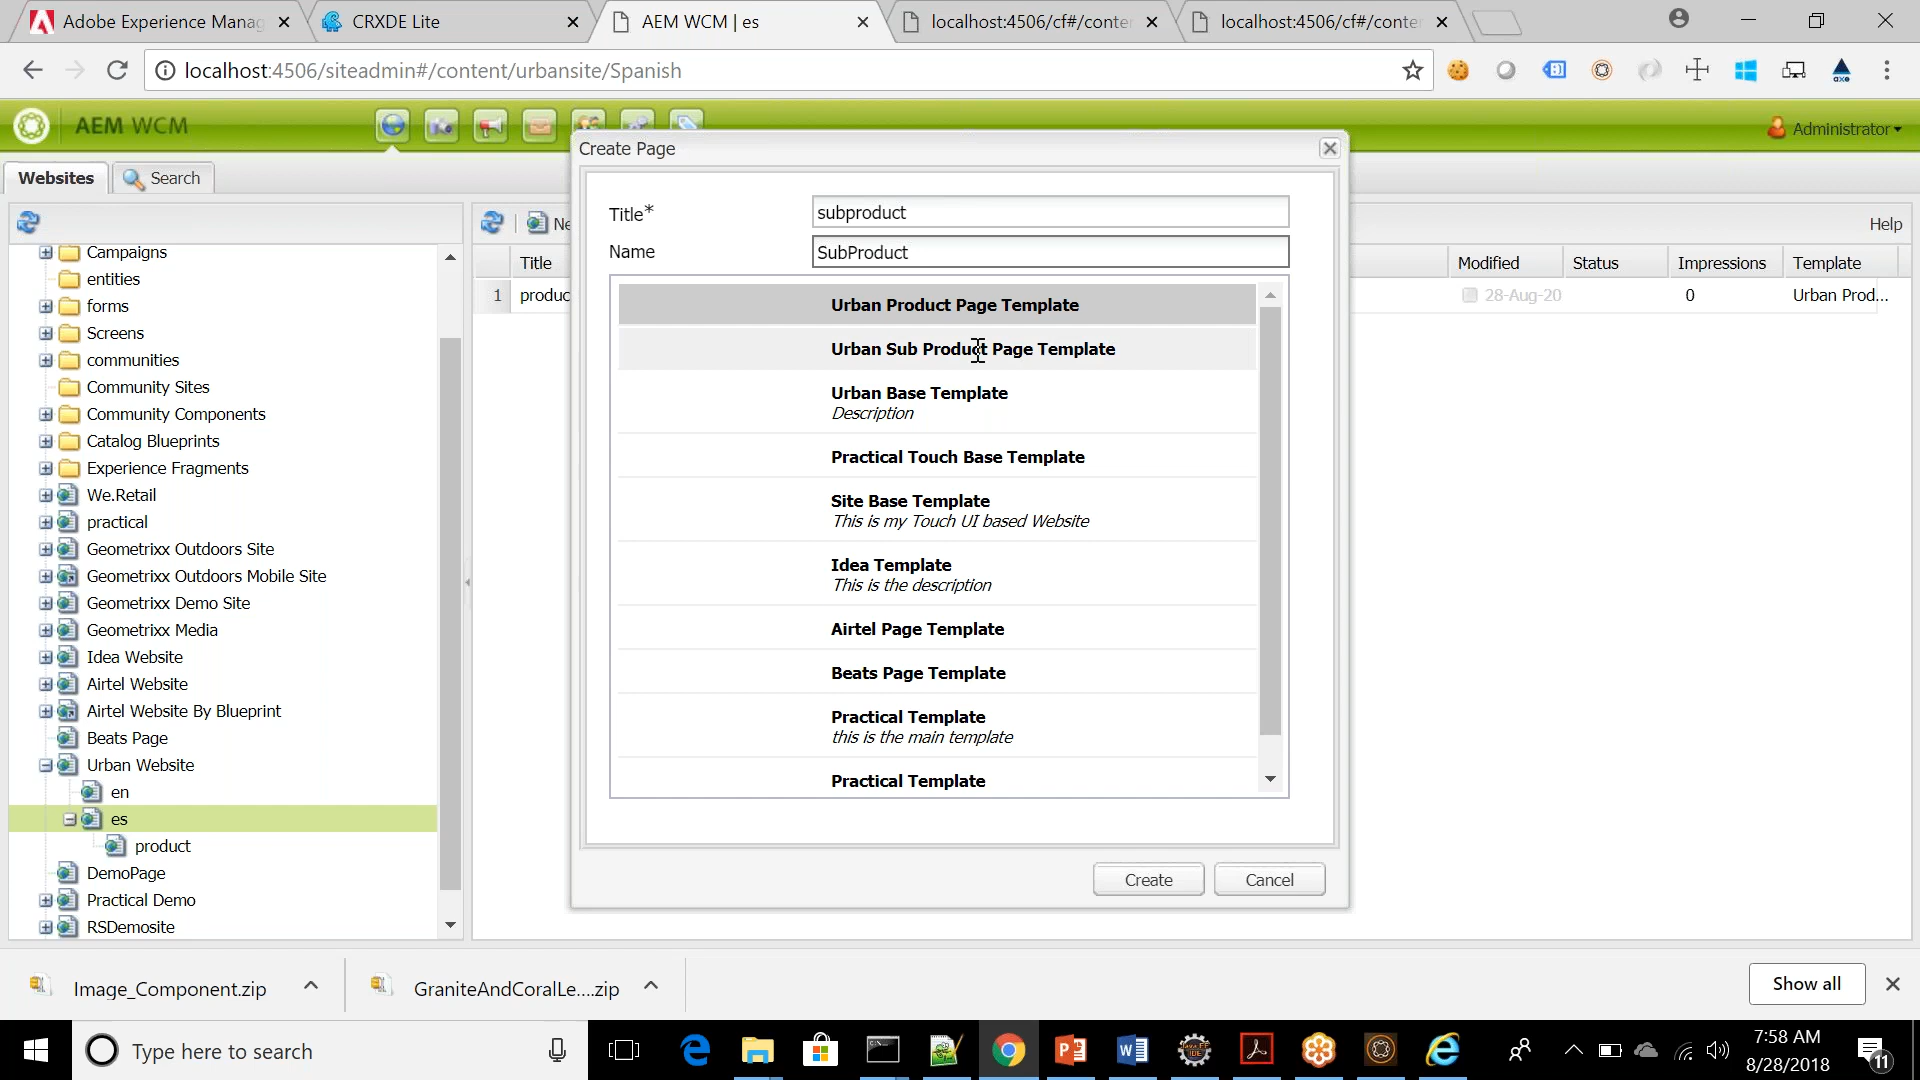 Adobe Experience Manag
CRXDE Lite
AEM WCM | es
localhost:4506/cf#/conter
localhost:4506/cf#/conter
localhost:4506/siteadmin#/content/urbansite/Spanish
AEM WCM
Administrator
Websites
Search
Campaigns
entities
forms
Screens
communities
Community Sites
Community Components
Catalog Blueprints
Experience Fragments
We.Retail
practical
Geometrixx Outdoors Site
Geometrixx Outdoors Mobile Site
Geometrixx Demo Site
Geometrixx Media
Idea Website
Airtel Website
Airtel Website By Blueprint
Beats Page
Urban Website
en
es
product
DemoPage
Practical Demo
RSDemosite
Ne
Help
Title
Modified
Status
Impressions
Template
1
produc
28-Aug-20
0
Urban Prod...
Create Page
Title*
subproduct
Name
SubProduct
Urban Product Page Template
Urban Sub Product Page Template
Urban Base Template
Description
Practical Touch Base Template
Site Base Template
This is my Touch UI based Website
Idea Template
This is the description
Airtel Page Template
Beats Page Template
Practical Template
this is the main template
Practical Template
Create
Cancel
Image_Component.zip
GraniteAndCoralLe....zip
Show all
Type here to search
7:58 AM
8/28/2018
11